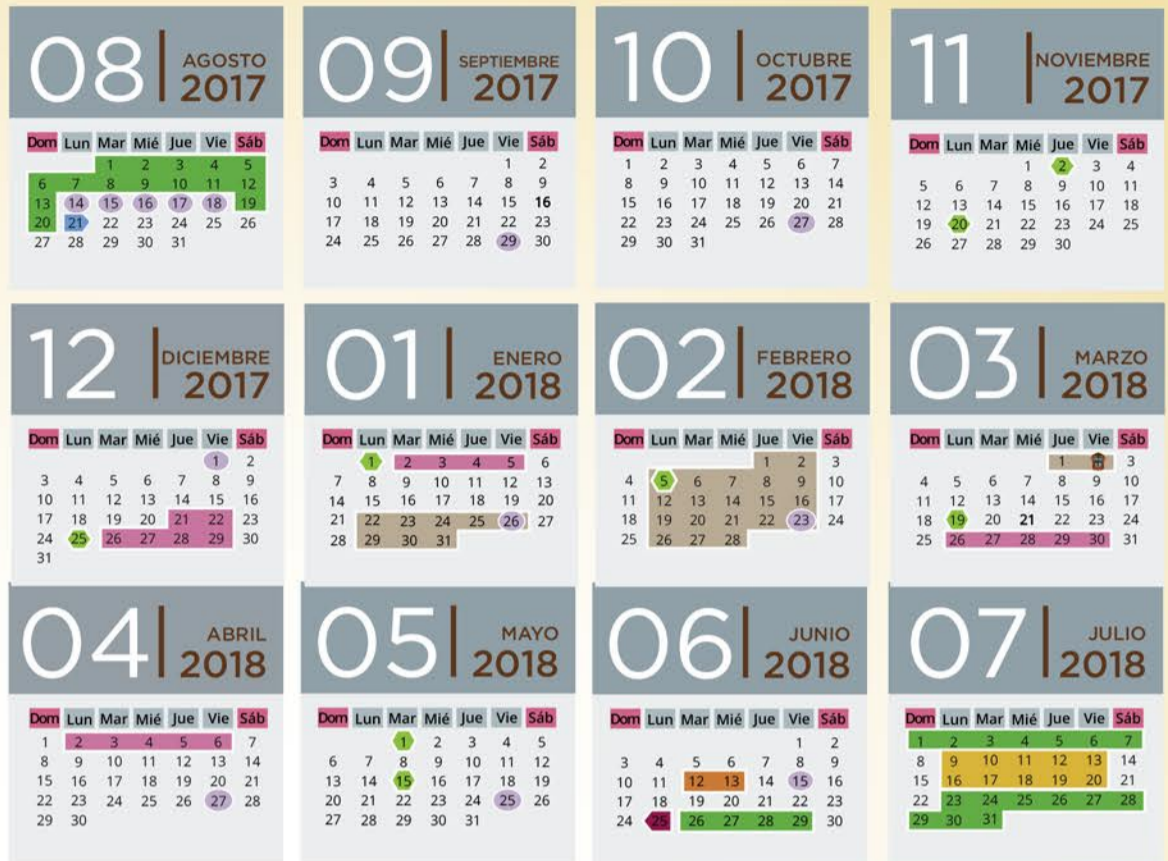 08 AGOSTO
2017
Dom Lun Mar Mié Jue Vie Sáb
1 2 3 4 5
6 7 8 9 10 11 12
13 14 15 16 17 18 19
20 21 22 23 24 25 26
27 28 29 30 31
09 SEPTIEMBRE
2017
Dom Lun Mar Mié Jue Vie Sáb
1 2
3 4 5 6 7 8 9
10 11 12 13 14 15 16
17 18 19 20 21 22 23
24 25 26 27 28 29 30
10 OCTUBRE
2017
Dom Lun Mar Mié Jue Vie Sáb
1 2 3 4 5 6 7
8 9 10 11 12 13 14
15 16 17 18 19 20 21
22 23 24 25 26 27 28
29 30 31
11 NOVIEMBRE
2017
Dom Lun Mar Mié Jue Vie Sáb
1 2 3 4
5 6 7 8 9 10 11
12 13 14 15 16 17 18
19 20 21 22 23 24 25
26 27 28 29 30
12 DICIEMBRE
2017
Dom Lun Mar Mié Jue Vie Sáb
1 2
3 4 5 6 7 8 9
10 11 12 13 14 15 16
17 18 19 20 21 22 23
24 25 26 27 28 29 30
31
01 ENERO
2018
Dom Lun Mar Mié Jue Vie Sáb
1 2 3 4 5 6
7 8 9 10 11 12 13
14 15 16 17 18 19 20
21 22 23 24 25 26 27
28 29 30 31
02 FEBRERO
2018
Dom Lun Mar Mié Jue Vie Sáb
1 2 3
4 5 6 7 8 9 10
11 12 13 14 15 16 17
18 19 20 21 22 23 24
25 26 27 28
03 MARZO
2018
Dom Lun Mar Mié Jue Vie Sáb
1 3
4 5 6 7 8 9 10
11 12 13 14 15 16 17
18 19 20 21 22 23 24
25 26 27 28 29 30 31
04 ABRIL
2018
Dom Lun Mar Mié Jue Vie Sáb
1 2 3 4 5 6 7
8 9 10 11 12 13 14
15 16 17 18 19 20 21
22 23 24 25 26 27 28
29 30
05 MAYO
2018
Dom Lun Mar Mié Jue Vie Sáb
1 2 3 4 5
6 7 8 9 10 11 12
13 14 15 16 17 18 19
20 21 22 23 24 25 26
27 28 29 30 31
06 JUNIO
2018
Dom Lun Mar Mié Jue Vie Sáb
1 2
3 4 5 6 7 8 9
10 11 12 13 14 15 16
17 18 19 20 21 22 23
24 25 26 27 28 29 30
07 JULIO
2018
Dom Lun Mar Mié Jue Vie Sáb
1 2 3 4 5 6 7
8 9 10 11 12 13 14
15 16 17 18 19 20 21
22 23 24 25 26 27 28
29 30 31